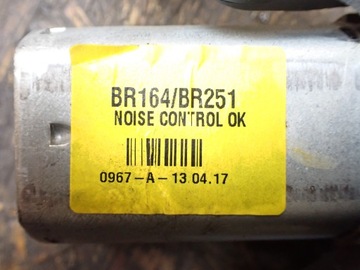 BR164/BR251
NOISE CONTROL OK
0967-A-13.04.17